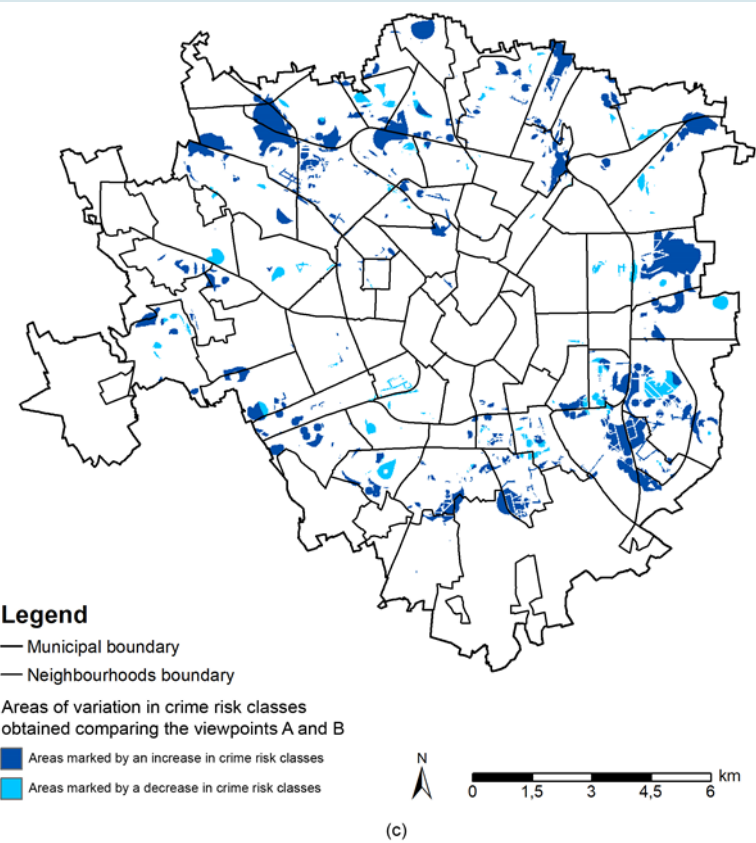 Legend
Municipal boundary
Neighbourhoods boundary
Areas of variation in crime risk classes
obtained comparing the viewpoints A and B
Areas marked by an increase in crime risk classes
Areas marked by a decrease in crime risk classes
N
km
0 1,5 3 4,5 6
(c)